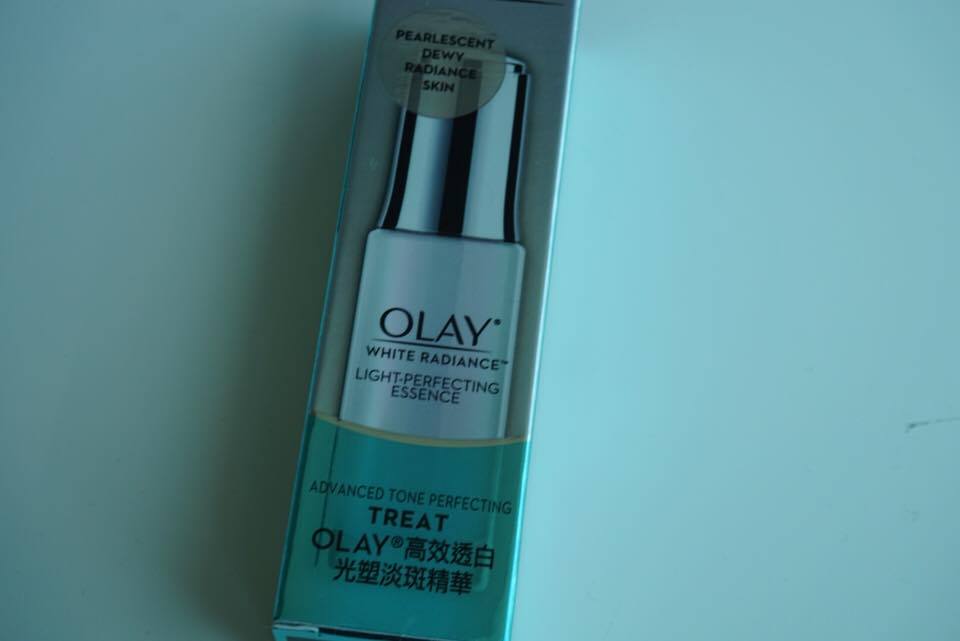 PEARLESCENT
DEWY
RADIANCE
SKIN
OLAY®
WHITE RADIANCE™
LIGHT-PERFECTING
ESSENCE
ADVANCED TONE PERFECTING
TREAT
OLAY®高效透白
光塑淡斑精華